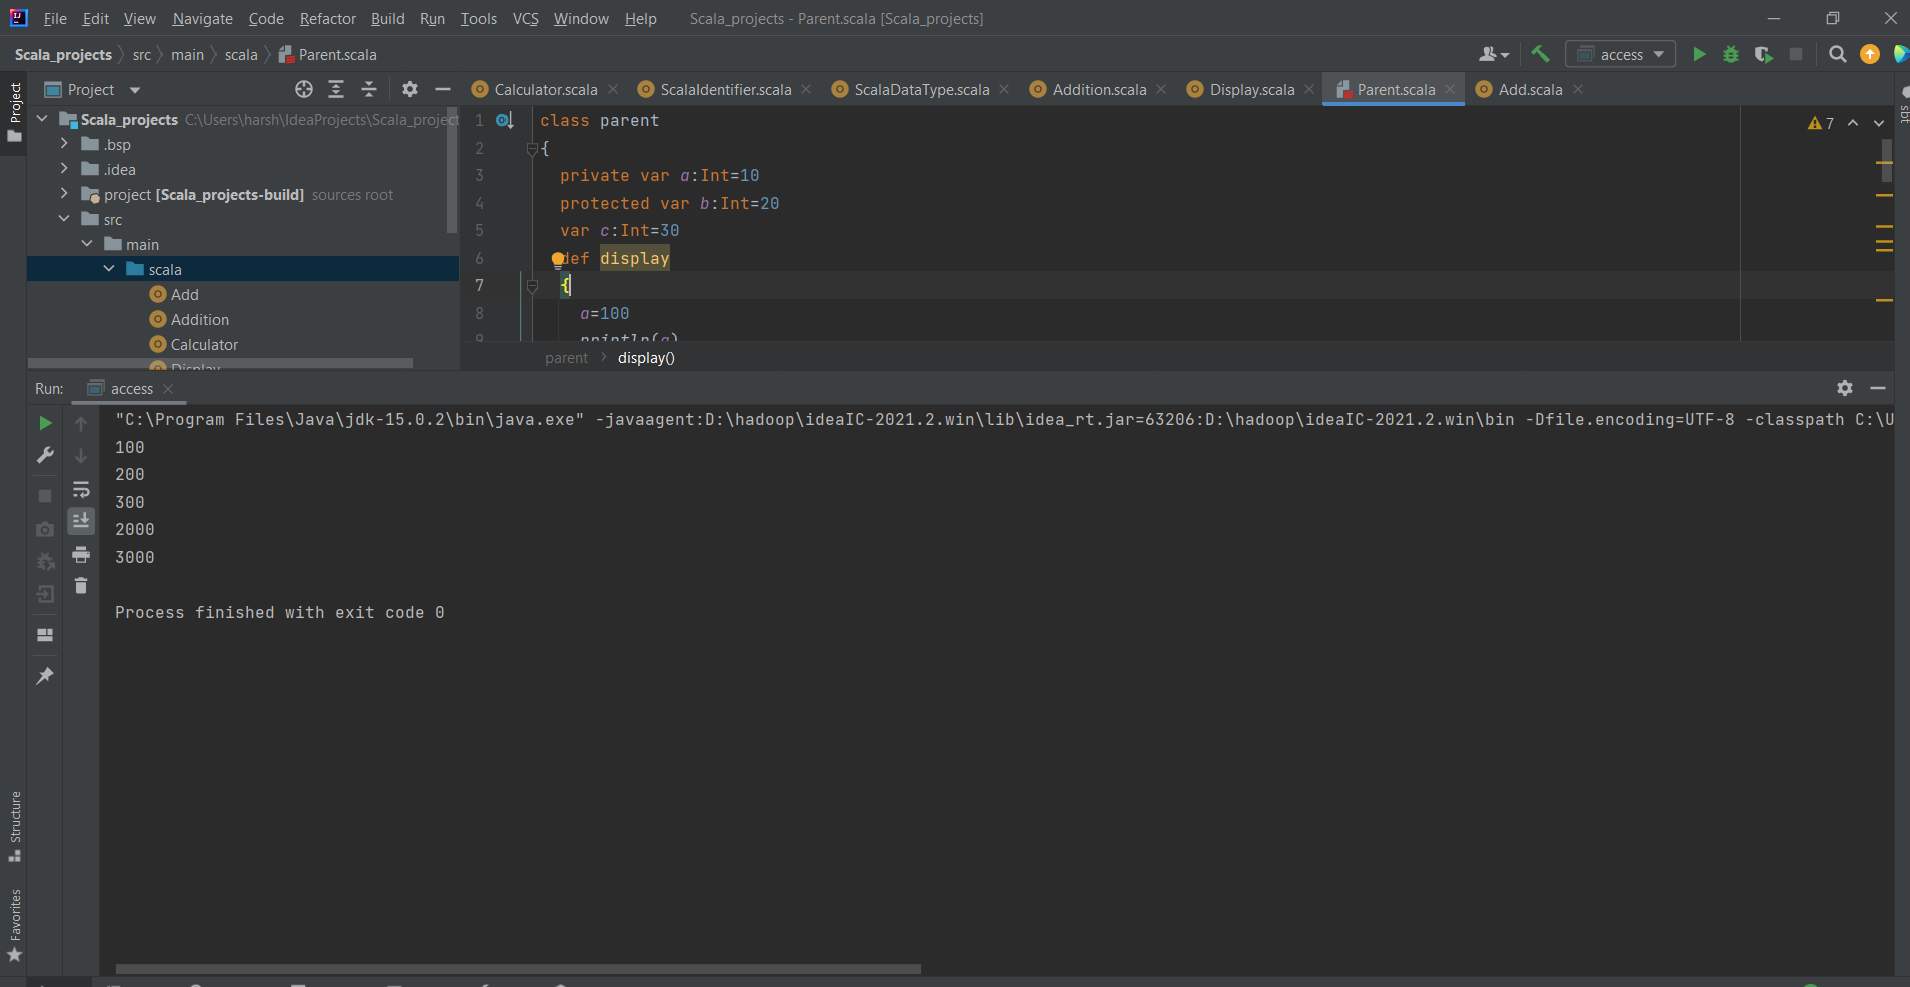 File Edit View Navigate Code Refactor Build Run Tools VCS Window Help Scala_projects - Parent.scala [Scala_projects]
Scala_projects src main scala Parent.scala access
Project Calculator.scala ScalaIdentifier.scala ScalaDataType.scala Addition.scala Display.scala Parent.scala Add.scala
Project
sbt
Scala_projects C:\Users\harsh\IdeaProjects\Scala_project
.bsp
.idea
project [Scala_projects-build] sources root
src
main
scala
Add
Addition
Calculator
Display
1 class parent
2 {
3 private var a:Int=10
4 protected var b:Int=20
5 var c:Int=30
6 def display
7 {
8 a=100
9 println(a)
7
parent display()
Run: access
"C:\Program Files\Java\jdk-15.0.2\bin\java.exe" -javaagent:D:\hadoop\ideaIC-2021.2.win\lib\idea_rt.jar=63206:D:\hadoop\ideaIC-2021.2.win\bin -Dfile.encoding=UTF-8 -classpath C:\U
100
200
300
2000
3000
Process finished with exit code 0
Structure
Favorites